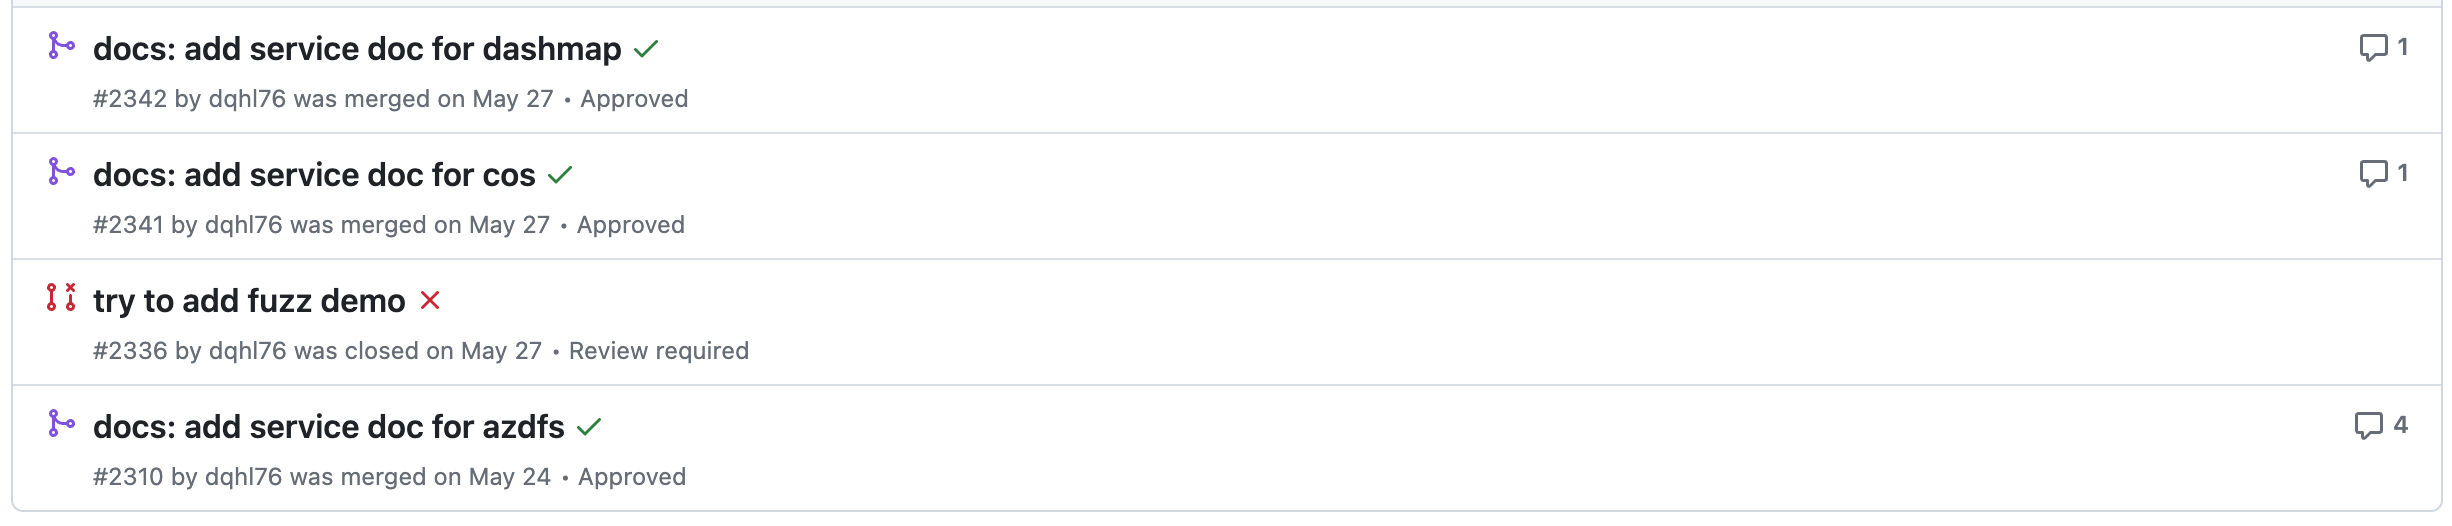 docs: add service doc for dashmap
1
#2342 by dqhl76 was merged on May 27 • Approved
docs: add service doc for cos
1
#2341 by dqhl76 was merged on May 27 • Approved
try to add fuzz demo
#2336 by dqhl76 was closed on May 27 • Review required
docs: add service doc for azdfs
4
#2310 by dqhl76 was merged on May 24 • Approved